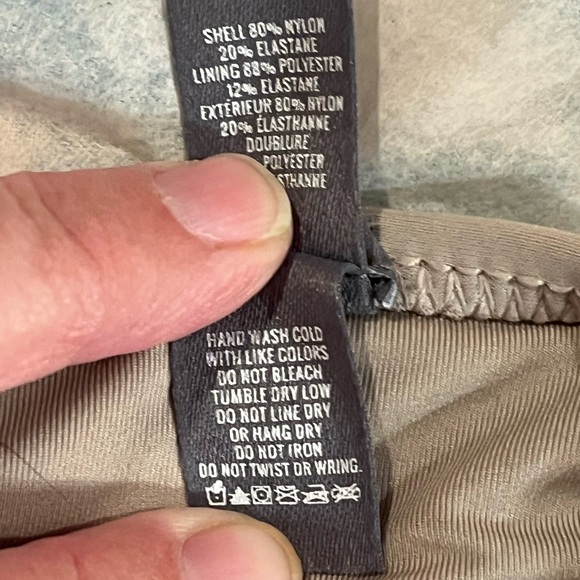 SHELL 80% NYLON
20% ELASTANE
LINING 88% POLYESTER
12% ELASTANE
EXTÉRIEUR 80% NYLON
20% ÉLASTHANNE
DOUBLURE
POLYESTER
HAND WASH COLD
WITH LIKE COLORS
DO NOT BLEACH
TUMBLE DRY LOW
DO NOT LINE DRY
OR HANG DRY
DO NOT IRON
DO NOT TWIST OR WRING.